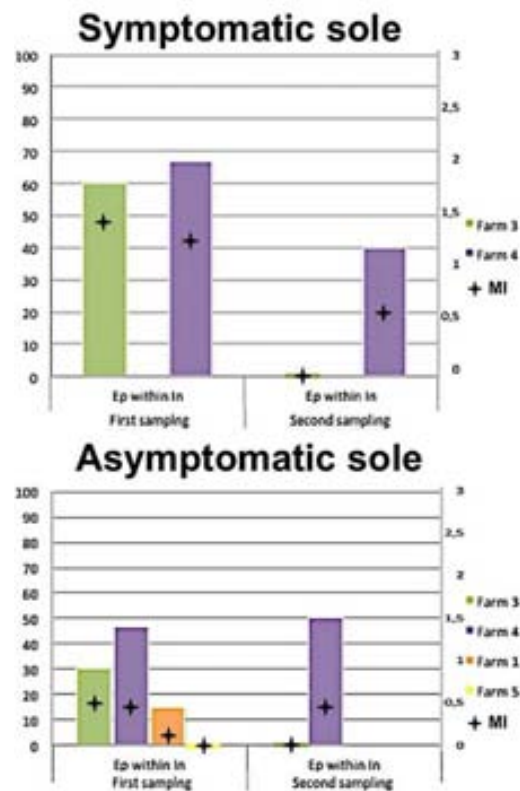 Symptomatic sole
100
90
80
70
60
50
40
30
20
10
0
3
2,5
2
1,5
1
0,5
0
Farm 3
Farm 4
MI
Ep within In
Ep within In
First sampling
Second sampling
Asymptomatic sole
100
90
80
70
60
50
40
30
20
10
0
3
2,5
2
1,5
1
0,5
0
Farm 3
Farm 4
Farm 1
Farm 5
MI
Ep within In
Ep within In
First sampling
Second sampling